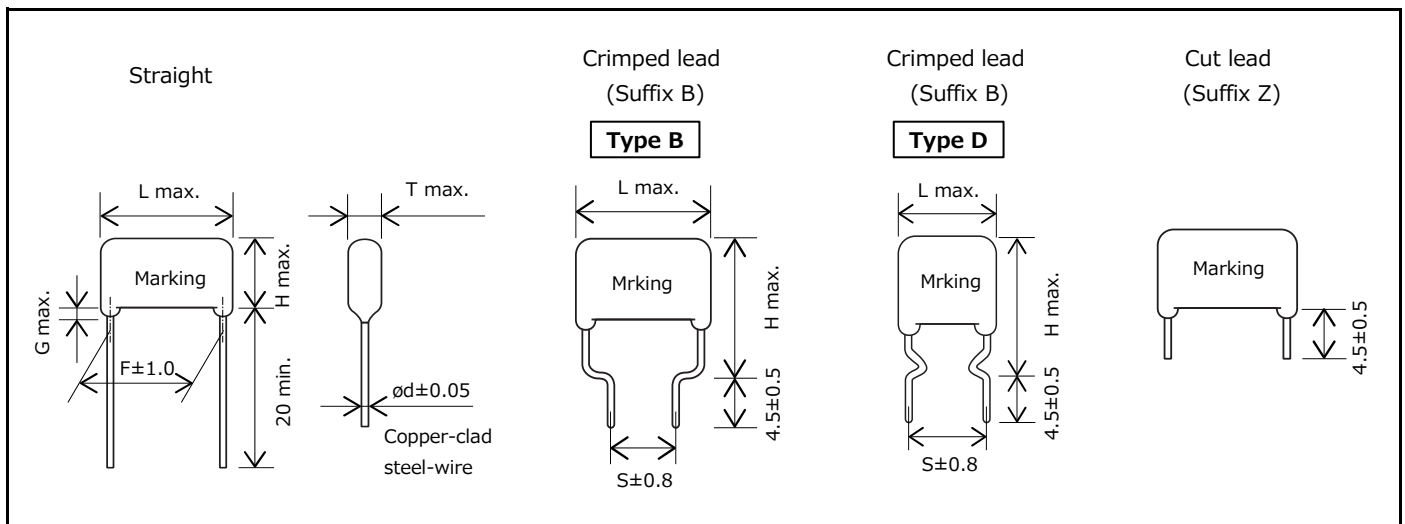 Straight
Crimped lead
(Suffix B)
Type B
Crimped lead
(Suffix B)
Type D
Cut lead
(Suffix Z)
L max.
Marking
H max.
G max.
F±1.0
20 min.
T max.
ød±0.05
Copper-clad
steel-wire
L max.
Mrking
H max.
4.5±0.5
S±0.8
L max.
Mrking
H max.
4.5±0.5
S±0.8
Marking
4.5±0.5